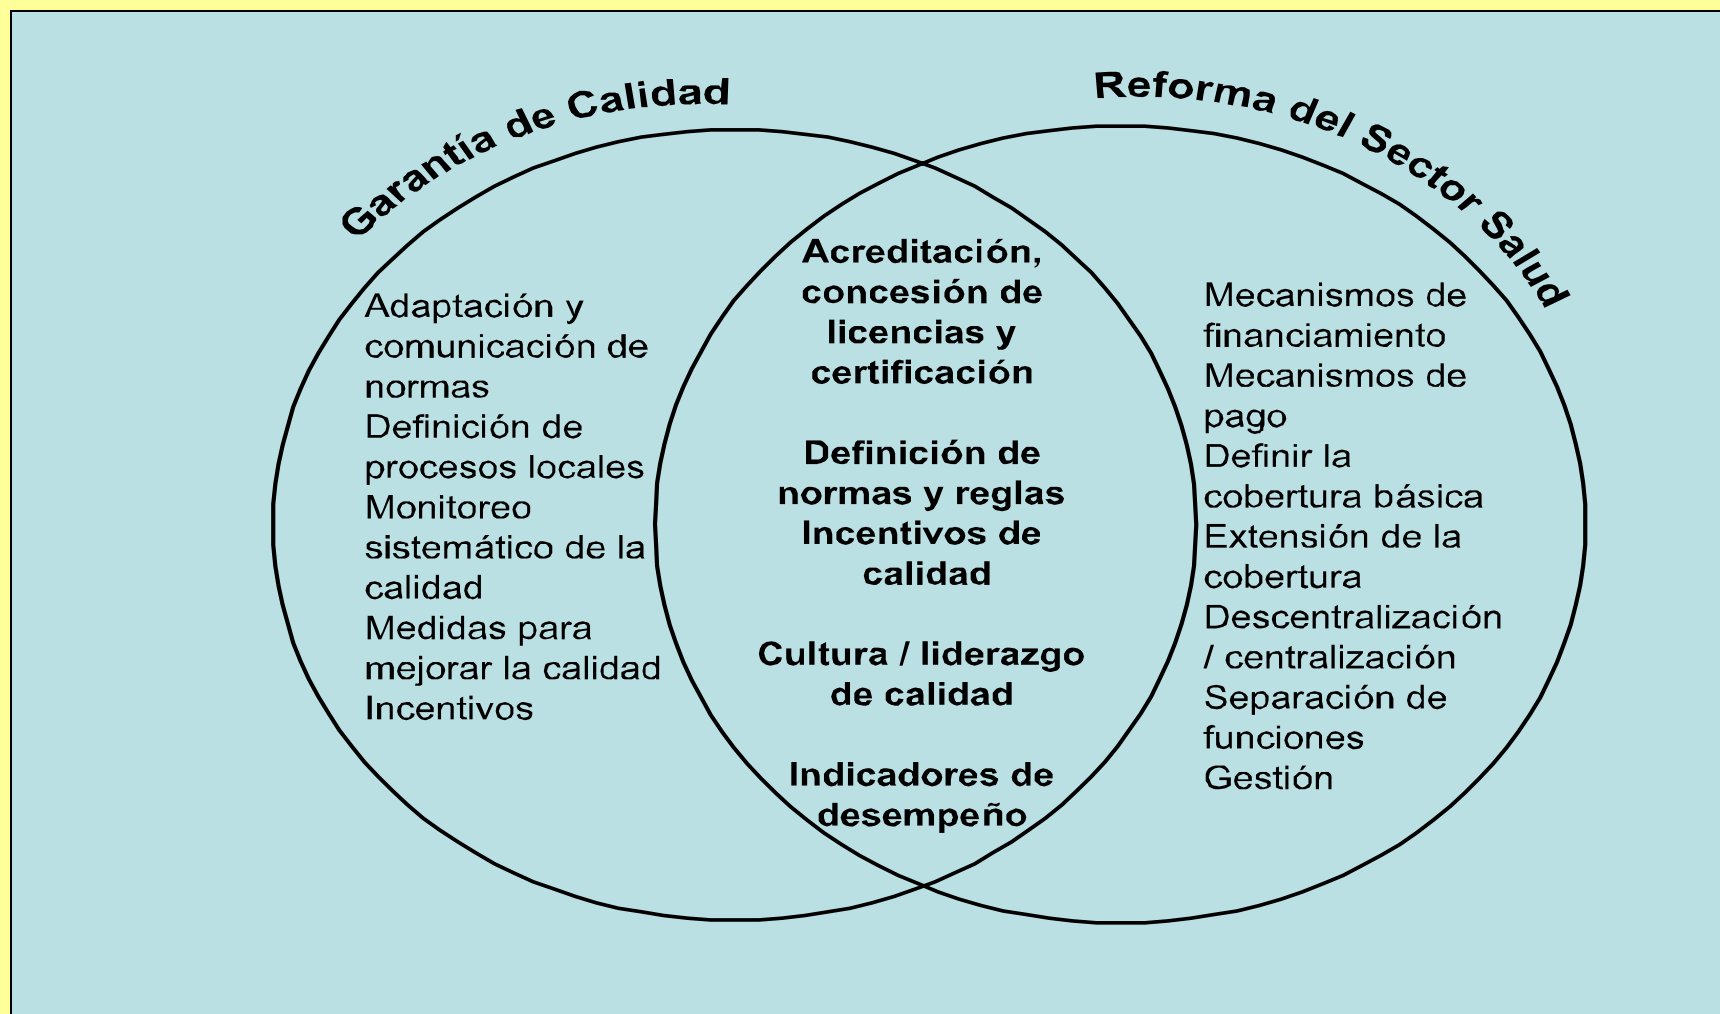 Garantía de Calidad
Reforma del Sector Salud
Adaptación y
comunicación de
normas
Definición de
procesos locales
Monitoreo
sistemático de la
calidad
Medidas para
mejorar la calidad
Incentivos
Acreditación,
concesión de
licencias y
certificación
Definición de
normas y reglas
Incentivos de
calidad
Cultura / liderazgo
de calidad
Indicadores de
desempeño
Mecanismos de
financiamiento
Mecanismos de
pago
Definir la
cobertura básica
Extensión de la
cobertura
Descentralización
/ centralización
Separación de
funciones
Gestión